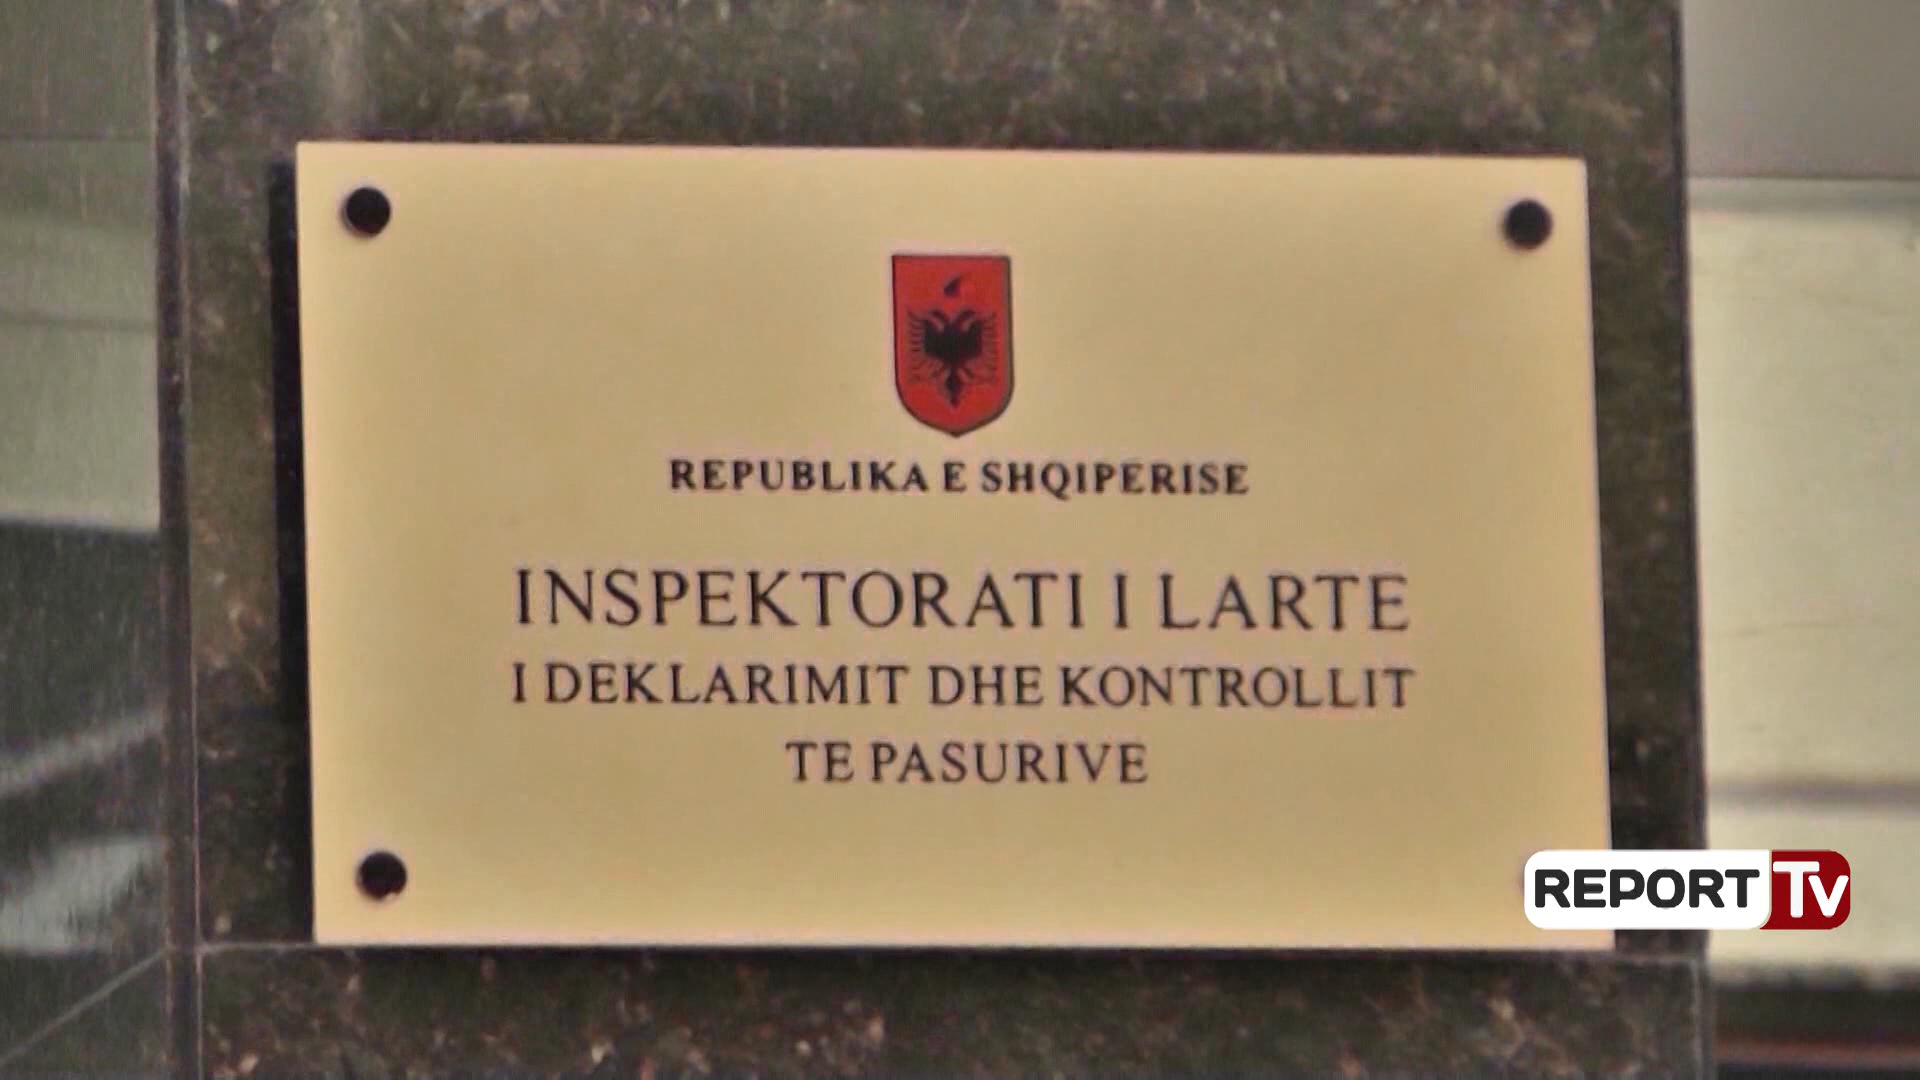 REPUBLIKA E SHQIPERISE
INSPEKTORATI I LARTE
I DEKLARIMIT DHE KONTROLLIT
TE PASURIVE
REPORT TV